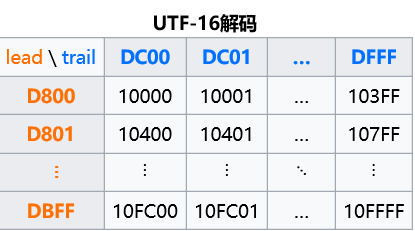 UTF-16解码
lead \ trail DC00 DC01 … DFFF
D800 10000 10001 … 103FF
D801 10400 10401 … 107FF
⋮ ⋮ ⋮ ⋱ ⋮
DBFF 10FC00 10FC01 … 10FFFF